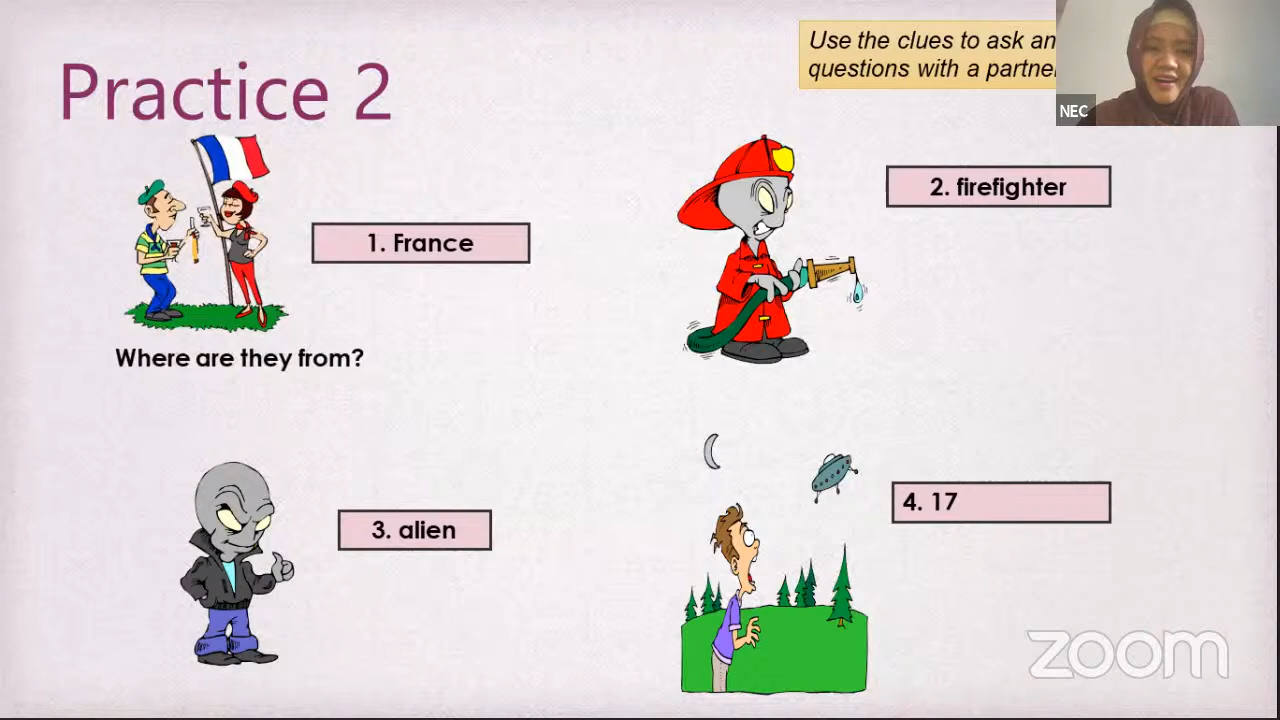 Use the clues to ask an
questions with a partne
NEC
Practice 2
1. France
2. firefighter
Where are they from?
3. alien
4. 17
zoom